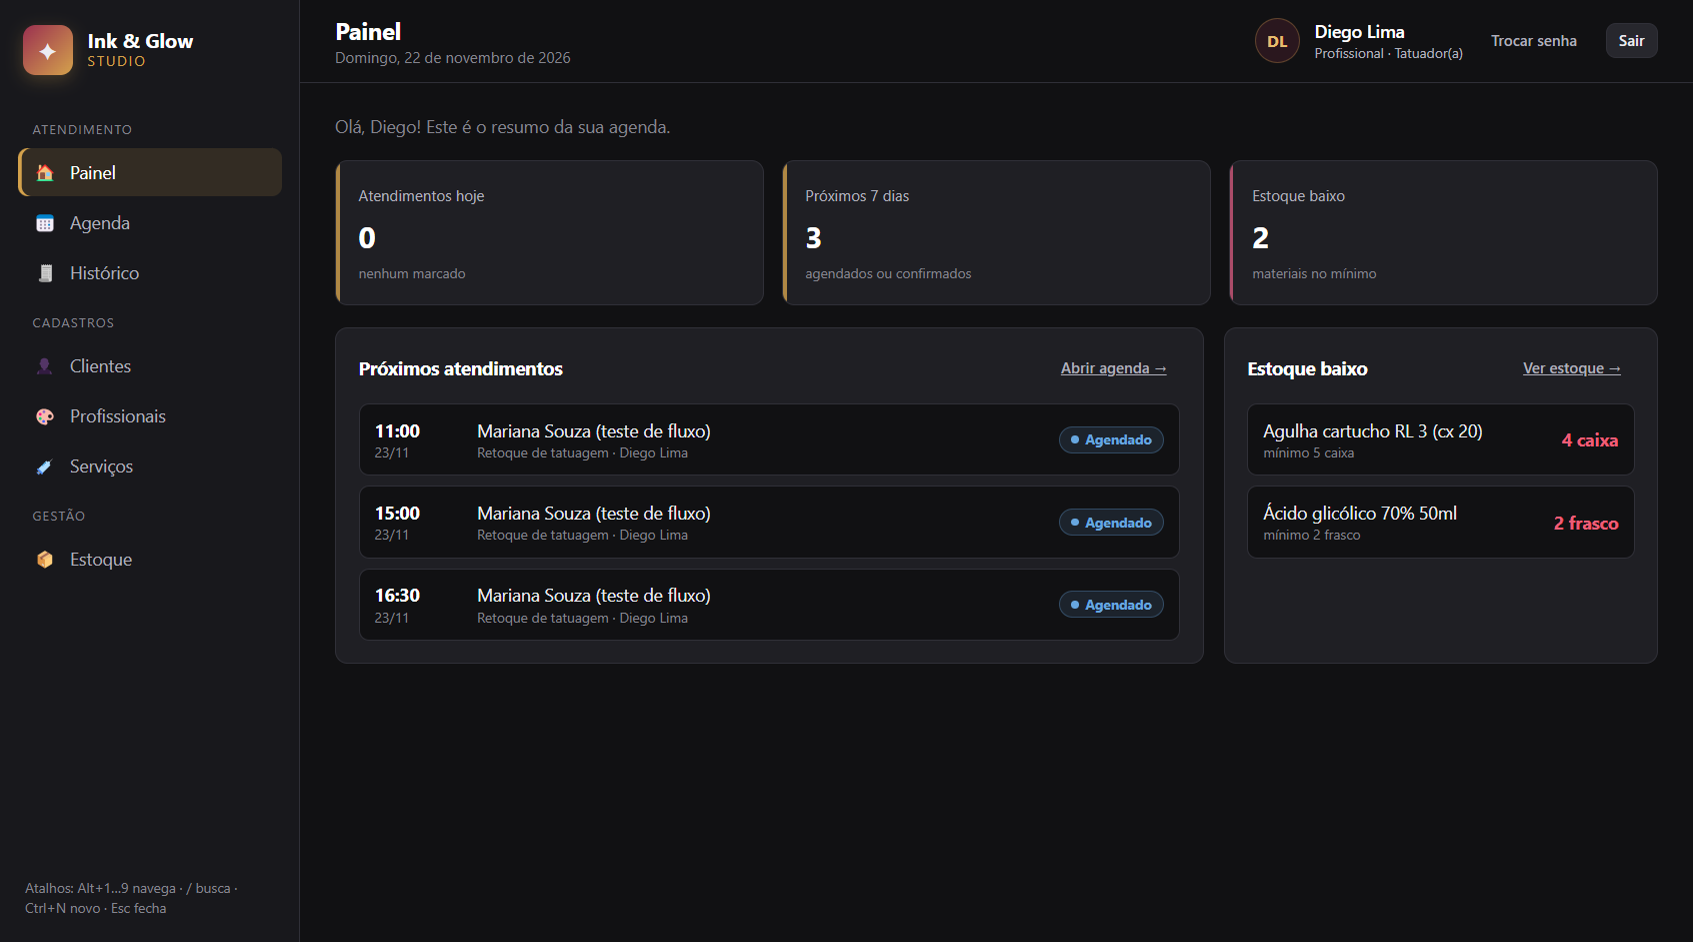 Ink & Glow
STUDIO
ATENDIMENTO
Painel
Agenda
Histórico
CADASTROS
Clientes
Profissionais
Serviços
GESTÃO
Estoque
Atalhos: Alt+1...9 navega · / busca ·
Ctrl+N novo · Esc fecha
Painel
Domingo, 22 de novembro de 2026
DL
Diego Lima
Profissional · Tatuador(a)
Trocar senha
Sair
Olá, Diego! Este é o resumo da sua agenda.
Atendimentos hoje
0
nenhum marcado
Próximos 7 dias
3
agendados ou confirmados
Estoque baixo
2
materiais no mínimo
Próximos atendimentos
Abrir agenda →
11:00
23/11
Mariana Souza (teste de fluxo)
Retoque de tatuagem · Diego Lima
Agendado
15:00
23/11
Mariana Souza (teste de fluxo)
Retoque de tatuagem · Diego Lima
Agendado
16:30
23/11
Mariana Souza (teste de fluxo)
Retoque de tatuagem · Diego Lima
Agendado
Estoque baixo
Ver estoque →
Agulha cartucho RL 3 (cx 20)
mínimo 5 caixa
4 caixa
Ácido glicólico 70% 50ml
mínimo 2 frasco
2 frasco